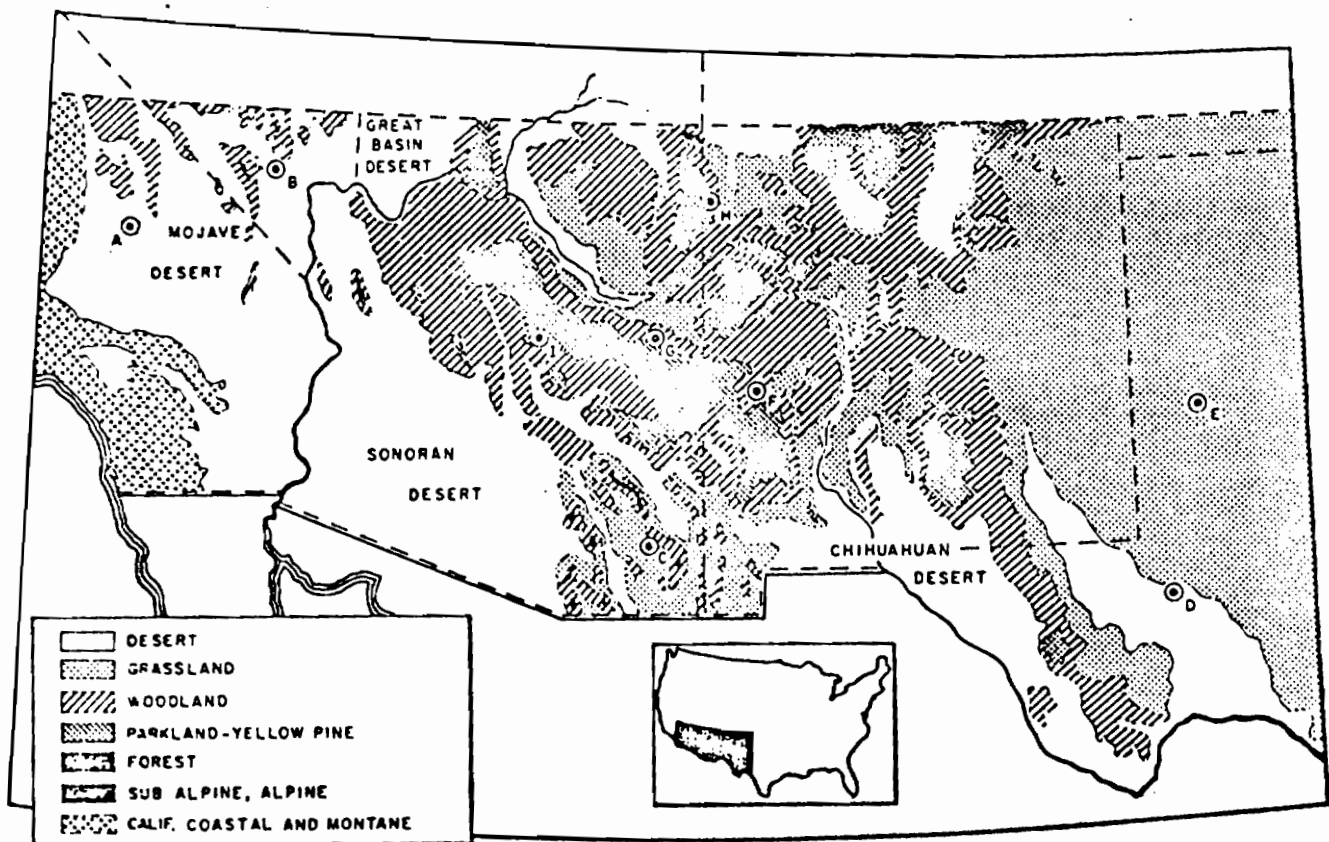 GREAT
BASIN
DESERT
B
H
A
MOJAVE
DESERT
I
G
F
E
SONORAN
DESERT
C
CHIHUAHUAN
DESERT
D
DESERT
GRASSLAND
WOODLAND
PARKLAND-YELLOW PINE
FOREST
SUB ALPINE, ALPINE
CALIF. COASTAL AND MONTANE